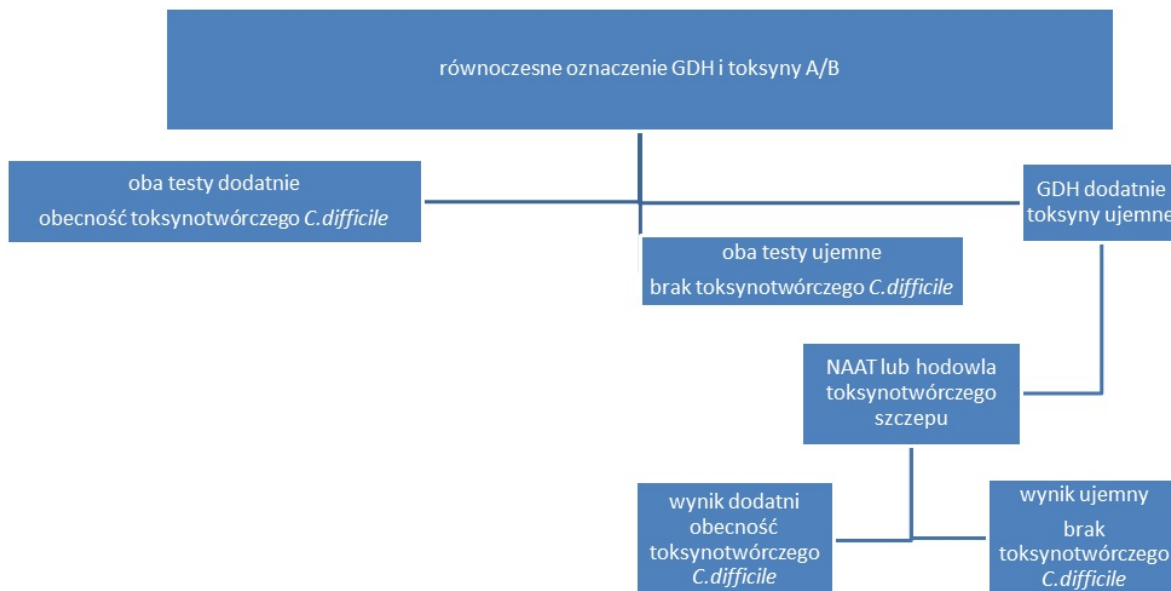 równoczesne oznaczenie GDH i toksyny A/B
oba testy dodatnie
obecność toksynotwórczego C.difficile
GDH dodatnie
toksyny ujemne
oba testy ujemne
brak toksynotwórczego C.difficile
NAAT lub hodowla
toksynotwórczego
szczepu
wynik dodatni
obecność
toksynotwórczego
C.difficile
wynik ujemny
brak
toksynotwórczego
C.difficile